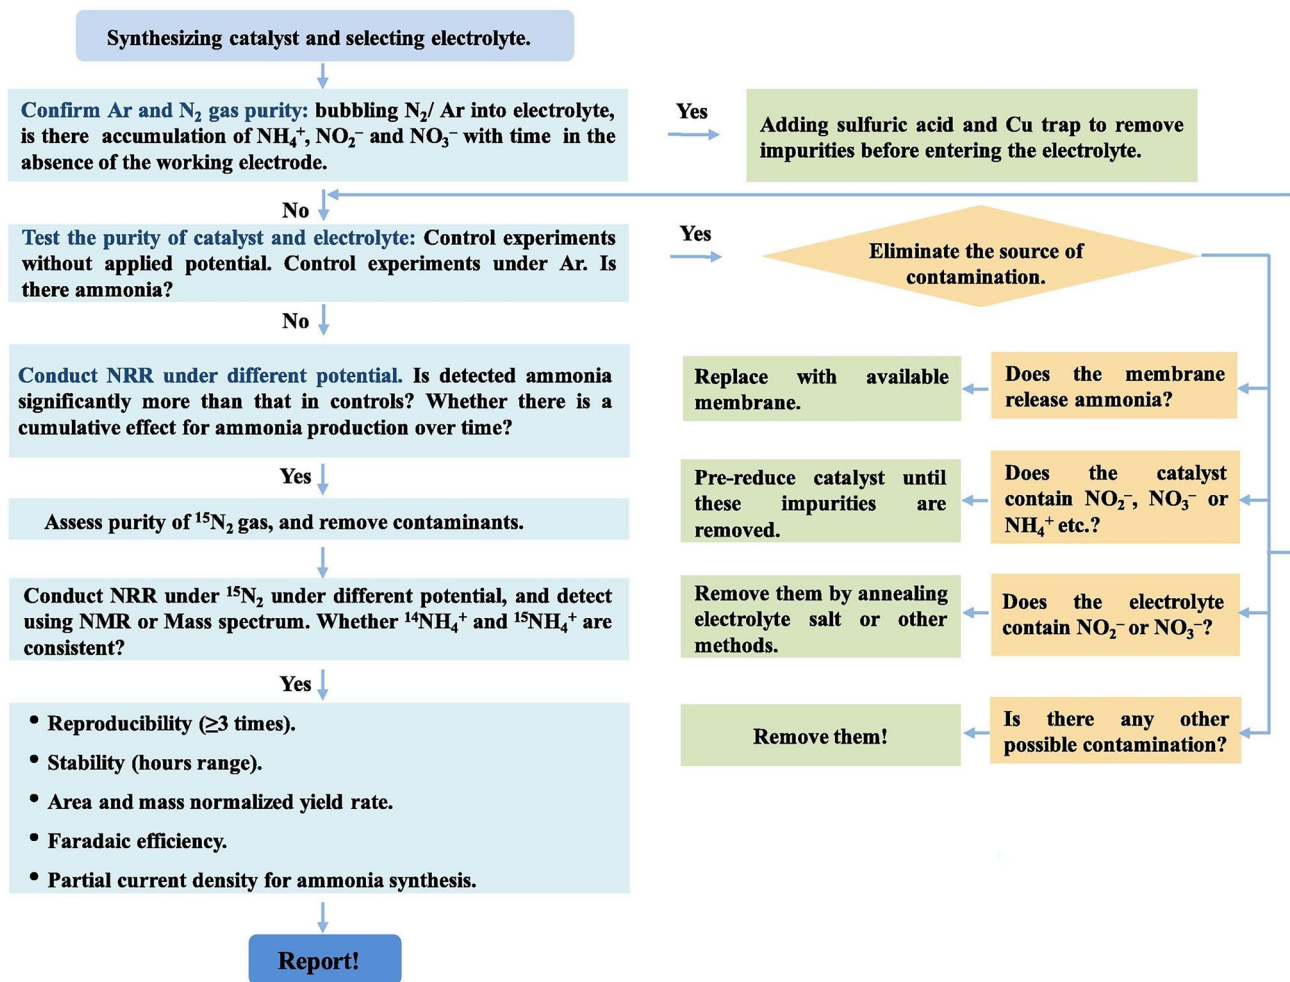 Synthesizing catalyst and selecting electrolyte.
Confirm Ar and N₂ gas purity: bubbling N₂/ Ar into electrolyte,
is there accumulation of NH₄⁺, NO₂⁻ and NO₃⁻ with time in the
absence of the working electrode.
Yes
Adding sulfuric acid and Cu trap to remove
impurities before entering the electrolyte.
No
Test the purity of catalyst and electrolyte: Control experiments
without applied potential. Control experiments under Ar. Is
there ammonia?
Yes
Eliminate the source of
contamination.
No
Conduct NRR under different potential. Is detected ammonia
significantly more than that in controls? Whether there is a
cumulative effect for ammonia production over time?
Replace with available
membrane.
Does the membrane
release ammonia?
Yes
Pre-reduce catalyst until
these impurities are
removed.
Does the catalyst
contain NO₂⁻, NO₃⁻ or
NH₄⁺ etc.?
Assess purity of ¹⁵N₂ gas, and remove contaminants.
Conduct NRR under ¹⁵N₂ under different potential, and detect
using NMR or Mass spectrum. Whether ¹⁴NH₄⁺ and ¹⁵NH₄⁺ are
consistent?
Remove them by annealing
electrolyte salt or other
methods.
Does the electrolyte
contain NO₂⁻ or NO₃⁻?
Yes
• Reproducibility (≥3 times).
• Stability (hours range).
• Area and mass normalized yield rate.
• Faradaic efficiency.
• Partial current density for ammonia synthesis.
Remove them!
Is there any other
possible contamination?
Report!